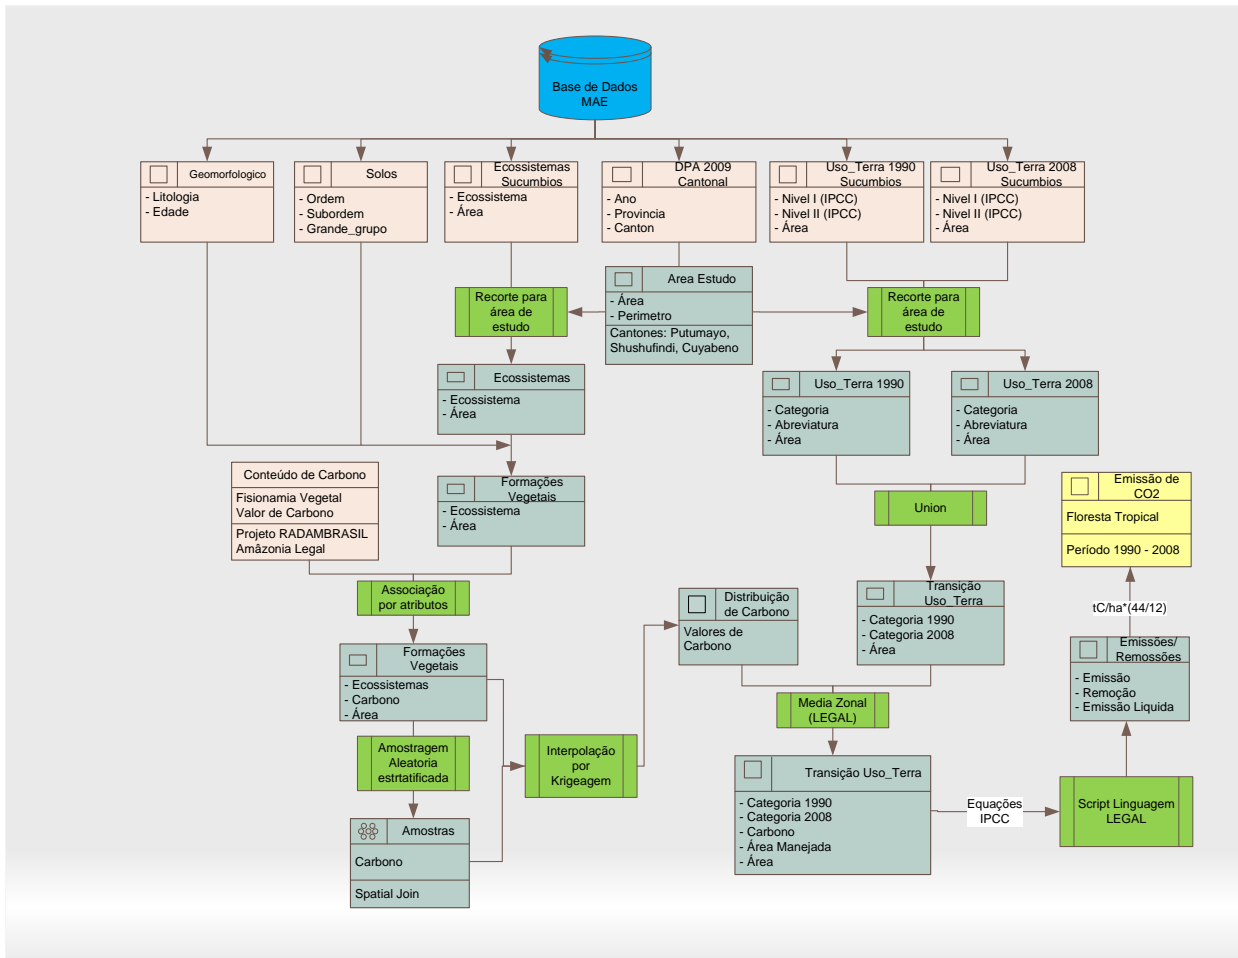 Base de Dados
MAE
Geomorfologico
- Litologia
- Edade
Solos
- Ordem
- Subordem
- Grande_grupo
Ecossistemas
Sucumbios
- Ecossistema
- Área
DPA 2009
Cantonal
- Ano
- Provincia
- Canton
Uso_Terra 1990
Sucumbios
- Nivel I (IPCC)
- Nivel II (IPCC)
- Área
Uso_Terra 2008
Sucumbios
- Nivel I (IPCC)
- Nivel II (IPCC)
- Área
Recorte para
área de
estudo
Area Estudo
- Área
- Perimetro
Cantones: Putumayo,
Shushufindi, Cuyabeno
Recorte para
área de
estudo
Ecossistemas
- Ecossistema
- Área
Uso_Terra 1990
- Categoria
- Abreviatura
- Área
Uso_Terra 2008
- Categoria
- Abreviatura
- Área
Conteúdo de Carbono
Fisionamia Vegetal
Valor de Carbono
Projeto RADAMBRASIL
Amâzonia Legal
Formações
Vegetais
- Ecossistema
- Área
Union
Emissão de
CO2
Floresta Tropical
Período 1990 - 2008
Associação
por atributos
Distribuição
de Carbono
Valores de
Carbono
Transição
Uso_Terra
- Categoria 1990
- Categoria 2008
- Área
tC/ha*(44/12)
Formações
Vegetais
- Ecossistemas
- Carbono
- Área
Media Zonal
(LEGAL)
Emissões/
Remossões
- Emissão
- Remoção
- Emissão Liquida
Amostragem
Aleatoria
estrtatificada
Interpolação
por
Krigeagem
Transição Uso_Terra
- Categoria 1990
- Categoria 2008
- Carbono
- Área Manejada
- Área
Equações
IPCC
Script Linguagem
LEGAL
Amostras
Carbono
Spatial Join